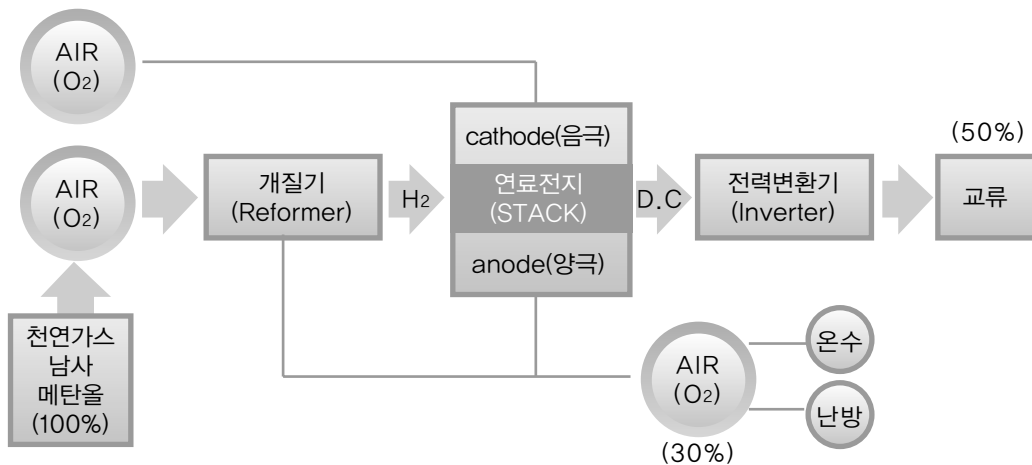 AIR
(O2)
cathode(음극)
(50%)
AIR
(O2)
개질기
(Reformer)
H2
연료전지
(STACK)
D.C
전력변환기
(Inverter)
교류
anode(양극)
천연가스
남사
메탄올
(100%)
AIR
(O2)
(30%)
온수
난방